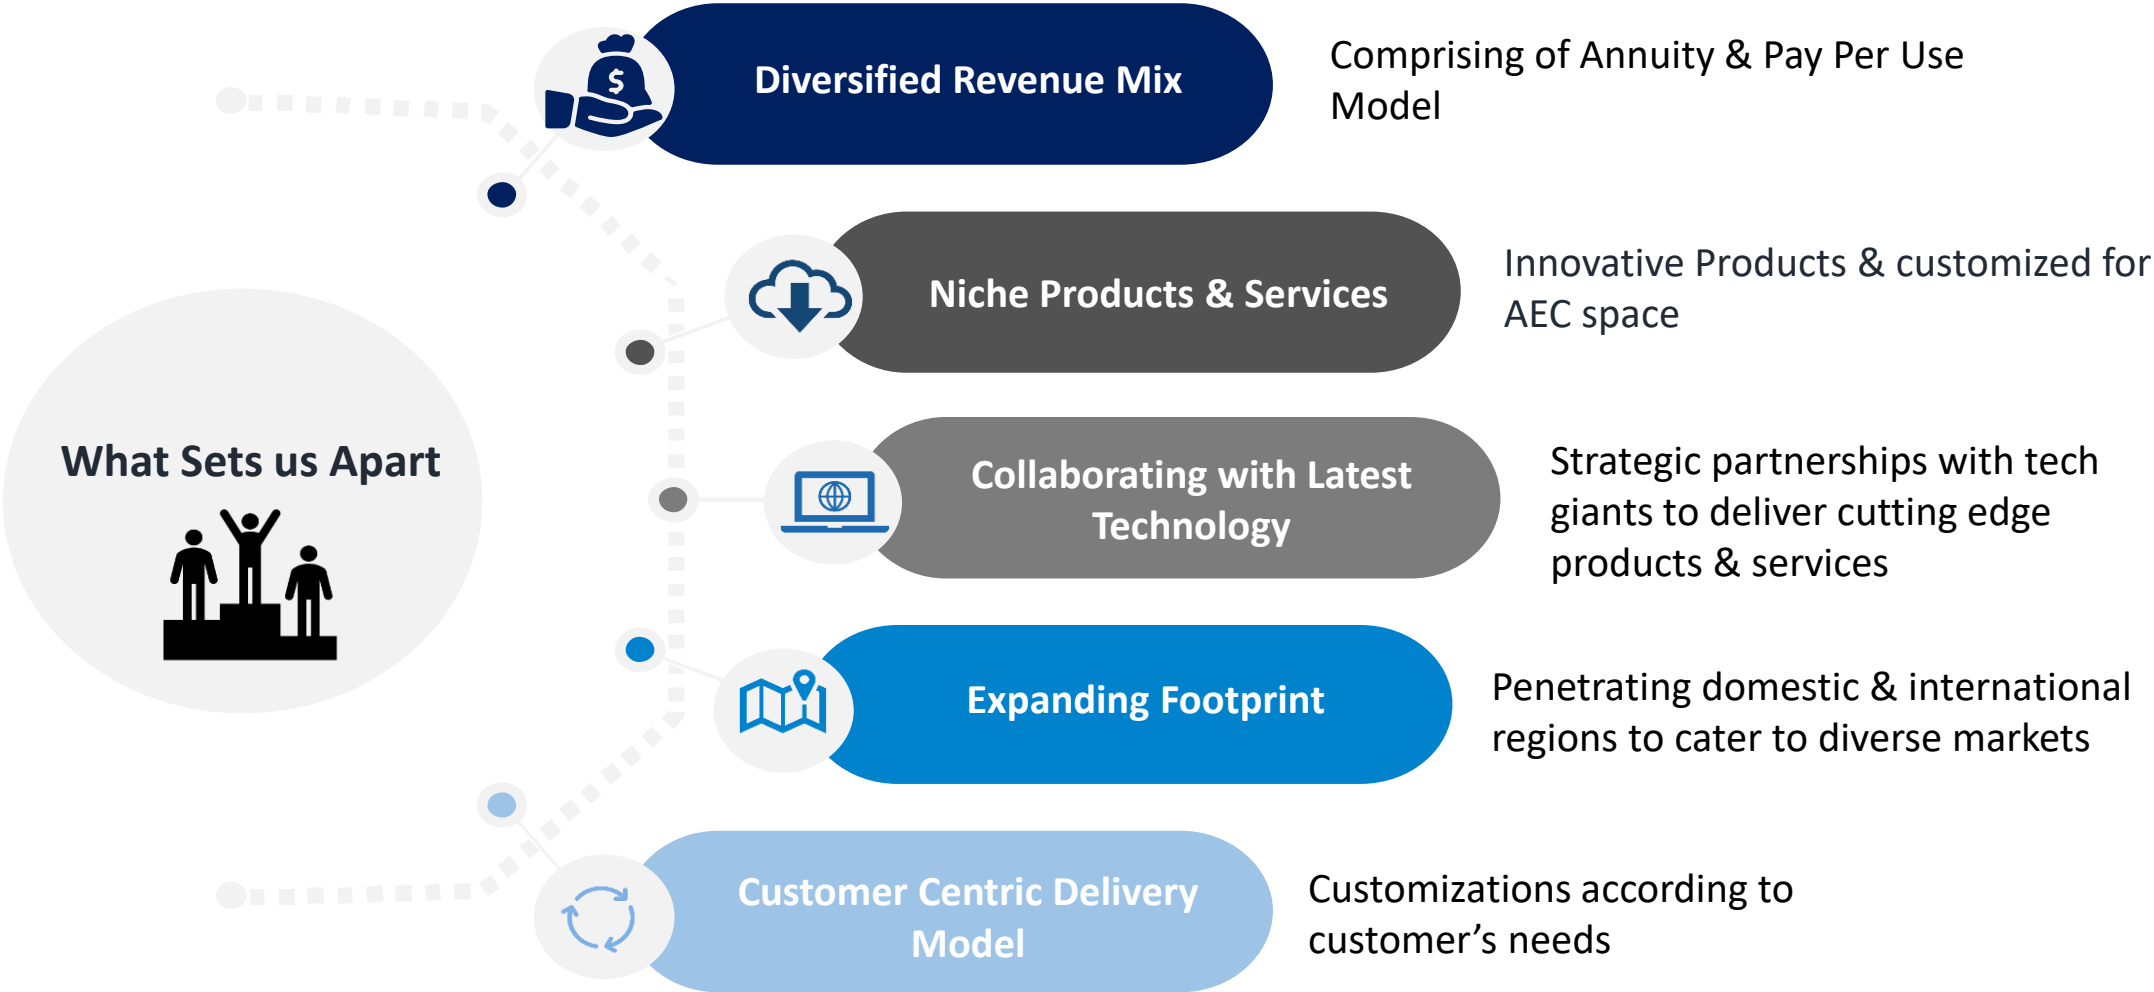 Diversified Revenue Mix
Comprising of Annuity & Pay Per Use
Model
Niche Products & Services
Innovative Products & customized for
AEC space
What Sets us Apart
Collaborating with Latest
Technology
Strategic partnerships with tech
giants to deliver cutting edge
products & services
Expanding Footprint
Penetrating domestic & international
regions to cater to diverse markets
Customer Centric Delivery
Model
Customizations according to
customer’s needs
$